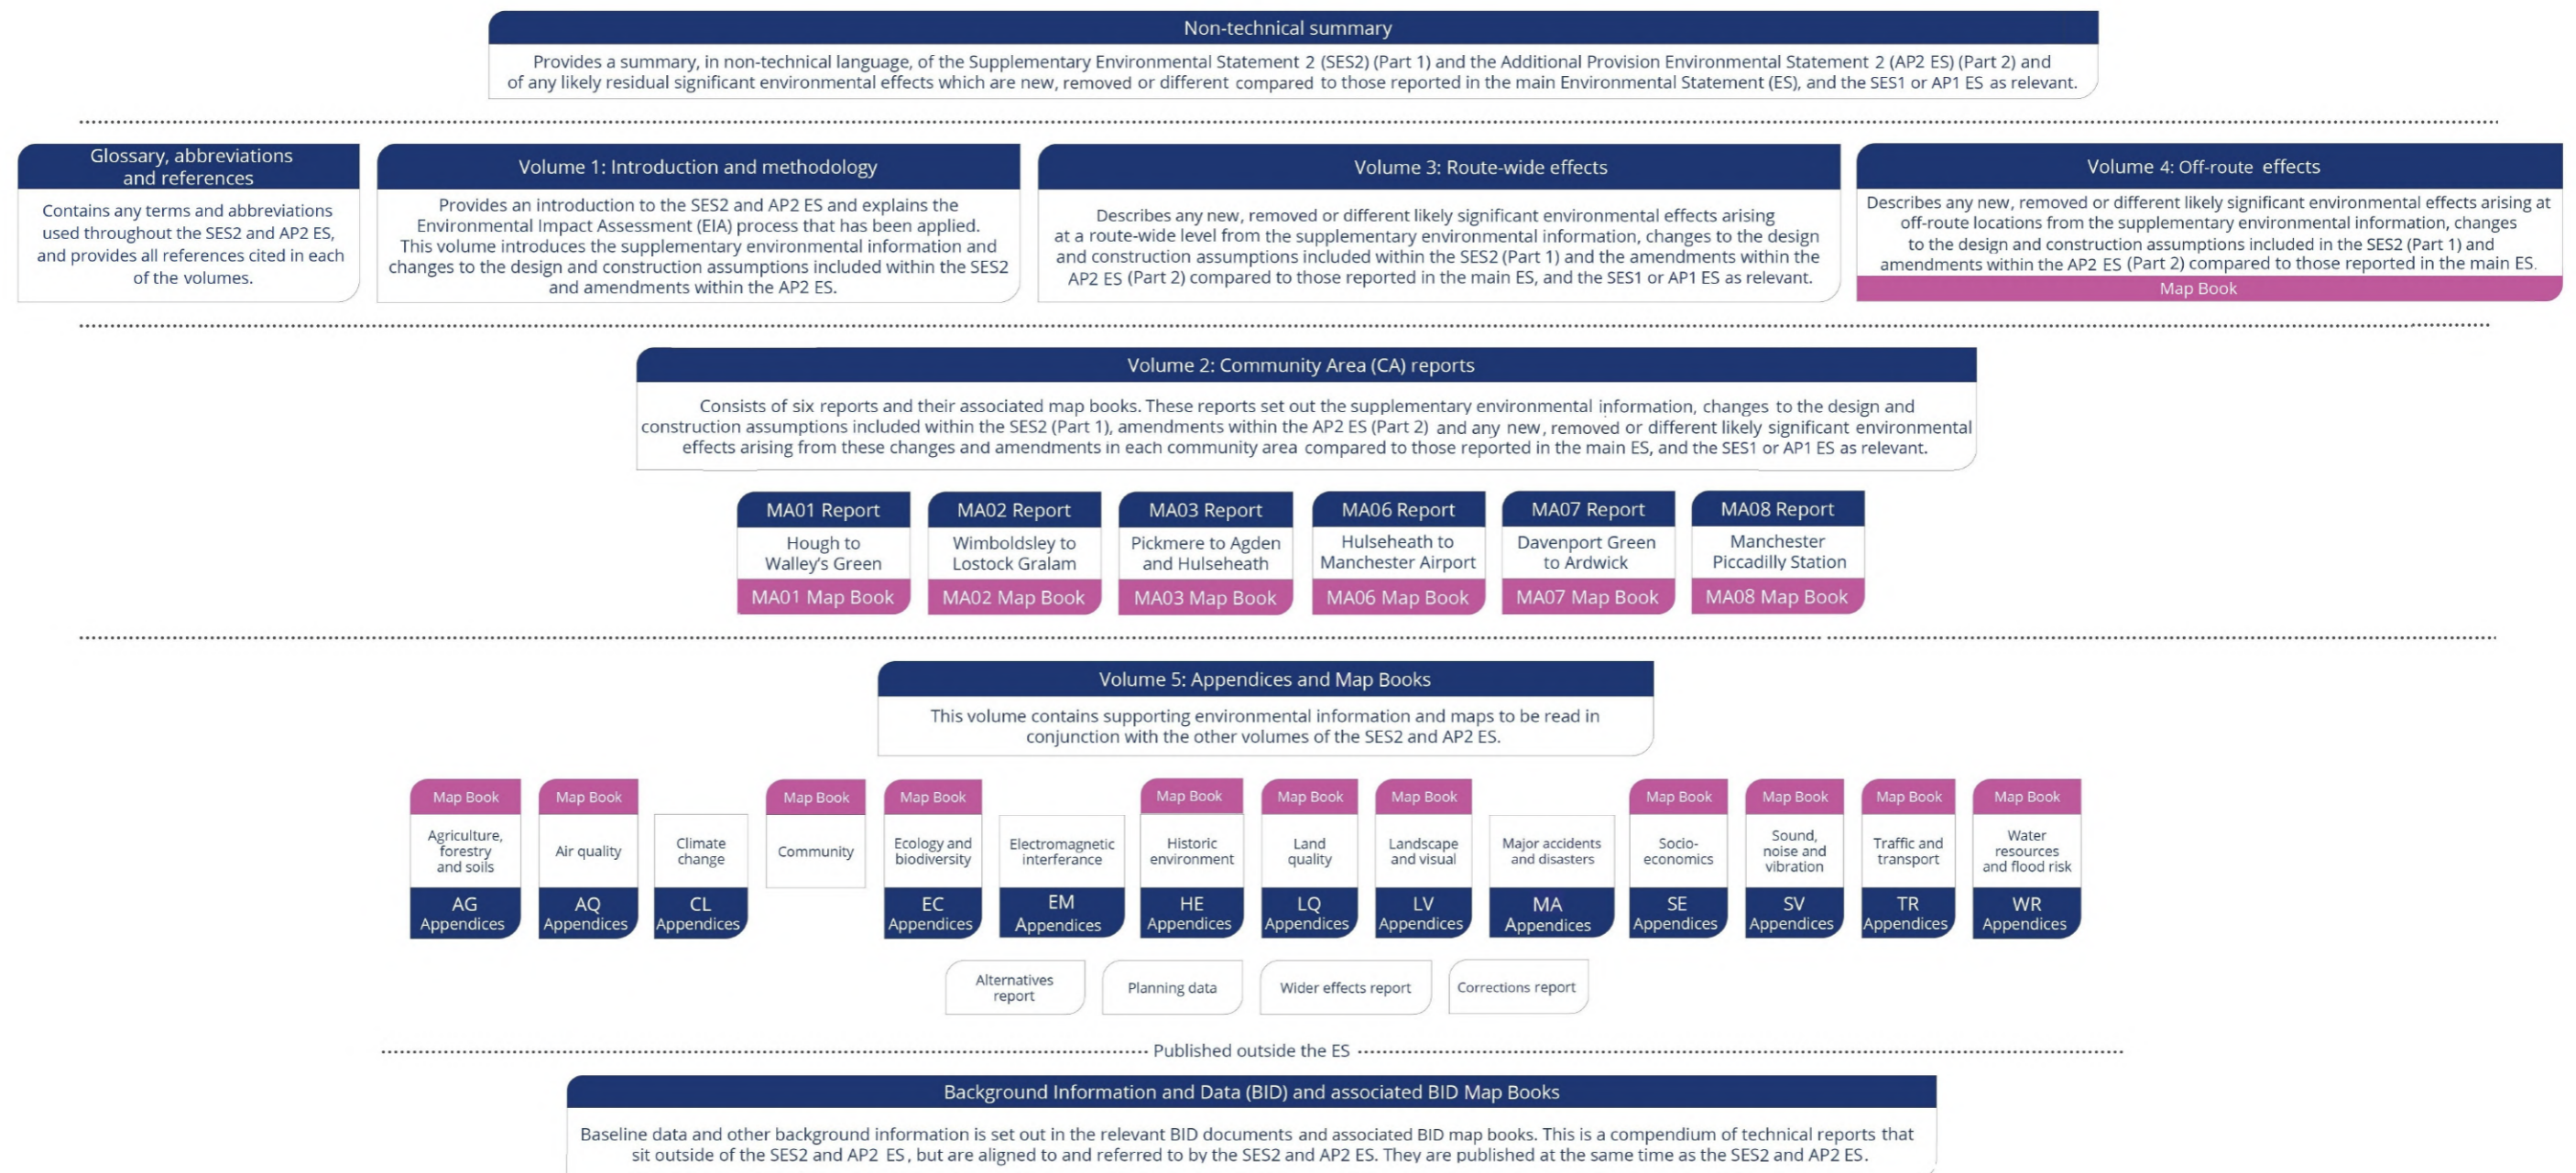 Non-technical summary
Provides a summary, in non-technical language, of the Supplementary Environmental Statement 2 (SES2) (Part 1) and the Additional Provision Environmental Statement 2 (AP2 ES) (Part 2) and
of any likely residual significant environmental effects which are new, removed or different compared to those reported in the main Environmental Statement (ES), and the SES1 or AP1 ES as relevant.
Glossary, abbreviations
and references
Contains any terms and abbreviations
used throughout the SES2 and AP2 ES,
and provides all references cited in each
of the volumes.
Volume 1: Introduction and methodology
Provides an introduction to the SES2 and AP2 ES and explains the
Environmental Impact Assessment (EIA) process that has been applied.
This volume introduces the supplementary environmental information and
changes to the design and construction assumptions included within the SES2
and amendments within the AP2 ES.
Volume 3: Route-wide effects
Describes any new, removed or different likely significant environmental effects arising
at a route-wide level from the supplementary environmental information, changes to the design
and construction assumptions included within the SES2 (Part 1) and the amendments within the
AP2 ES (Part 2) compared to those reported in the main ES, and the SES1 or AP1 ES as relevant.
Volume 4: Off-route effects
Describes any new, removed or different likely significant environmental effects arising at
off-route locations from the supplementary environmental information, changes
to the design and construction assumptions included in the SES2 (Part 1) and
amendments within the AP2 ES (Part 2) compared to those reported in the main ES.
Map Book
Volume 2: Community Area (CA) reports
Consists of six reports and their associated map books. These reports set out the supplementary environmental information, changes to the design and
construction assumptions included within the SES2 (Part 1), amendments within the AP2 ES (Part 2) and any new, removed or different likely significant environmental
effects arising from these changes and amendments in each community area compared to those reported in the main ES, and the SES1 or AP1 ES as relevant.
MA01 Report
Hough to
Walley's Green
MA01 Map Book
MA02 Report
Wimboldsley to
Lostock Gralam
MA02 Map Book
MA03 Report
Pickmere to Agden
and Hulseheath
MA03 Map Book
MA06 Report
Hulseheath to
Manchester Airport
MA06 Map Book
MA07 Report
Davenport Green
to Ardwick
MA07 Map Book
MA08 Report
Manchester
Piccadilly Station
MA08 Map Book
Volume 5: Appendices and Map Books
This volume contains supporting environmental information and maps to be read in
conjunction with the other volumes of the SES2 and AP2 ES.
Map Book
Agriculture,
forestry
and soils
AG
Appendices
Map Book
Air quality
AQ
Appendices
Climate
change
CL
Appendices
Map Book
Community
Map Book
Ecology and
biodiversity
EC
Appendices
Electromagnetic
interferance
EM
Appendices
Map Book
Historic
environment
HE
Appendices
Map Book
Land
quality
LQ
Appendices
Map Book
Landscape
and visual
LV
Appendices
Major accidents
and disasters
MA
Appendices
Map Book
Socio-
economics
SE
Appendices
Map Book
Sound,
noise and
vibration
SV
Appendices
Map Book
Traffic and
transport
TR
Appendices
Map Book
Water
resources
and flood risk
WR
Appendices
Alternatives
report
Planning data
Wider effects report
Corrections report
Published outside the ES
Background Information and Data (BID) and associated BID Map Books
Baseline data and other background information is set out in the relevant BID documents and associated BID map books. This is a compendium of technical reports that
sit outside of the SES2 and AP2 ES, but are aligned to and referred to by the SES2 and AP2 ES. They are published at the same time as the SES2 and AP2 ES.